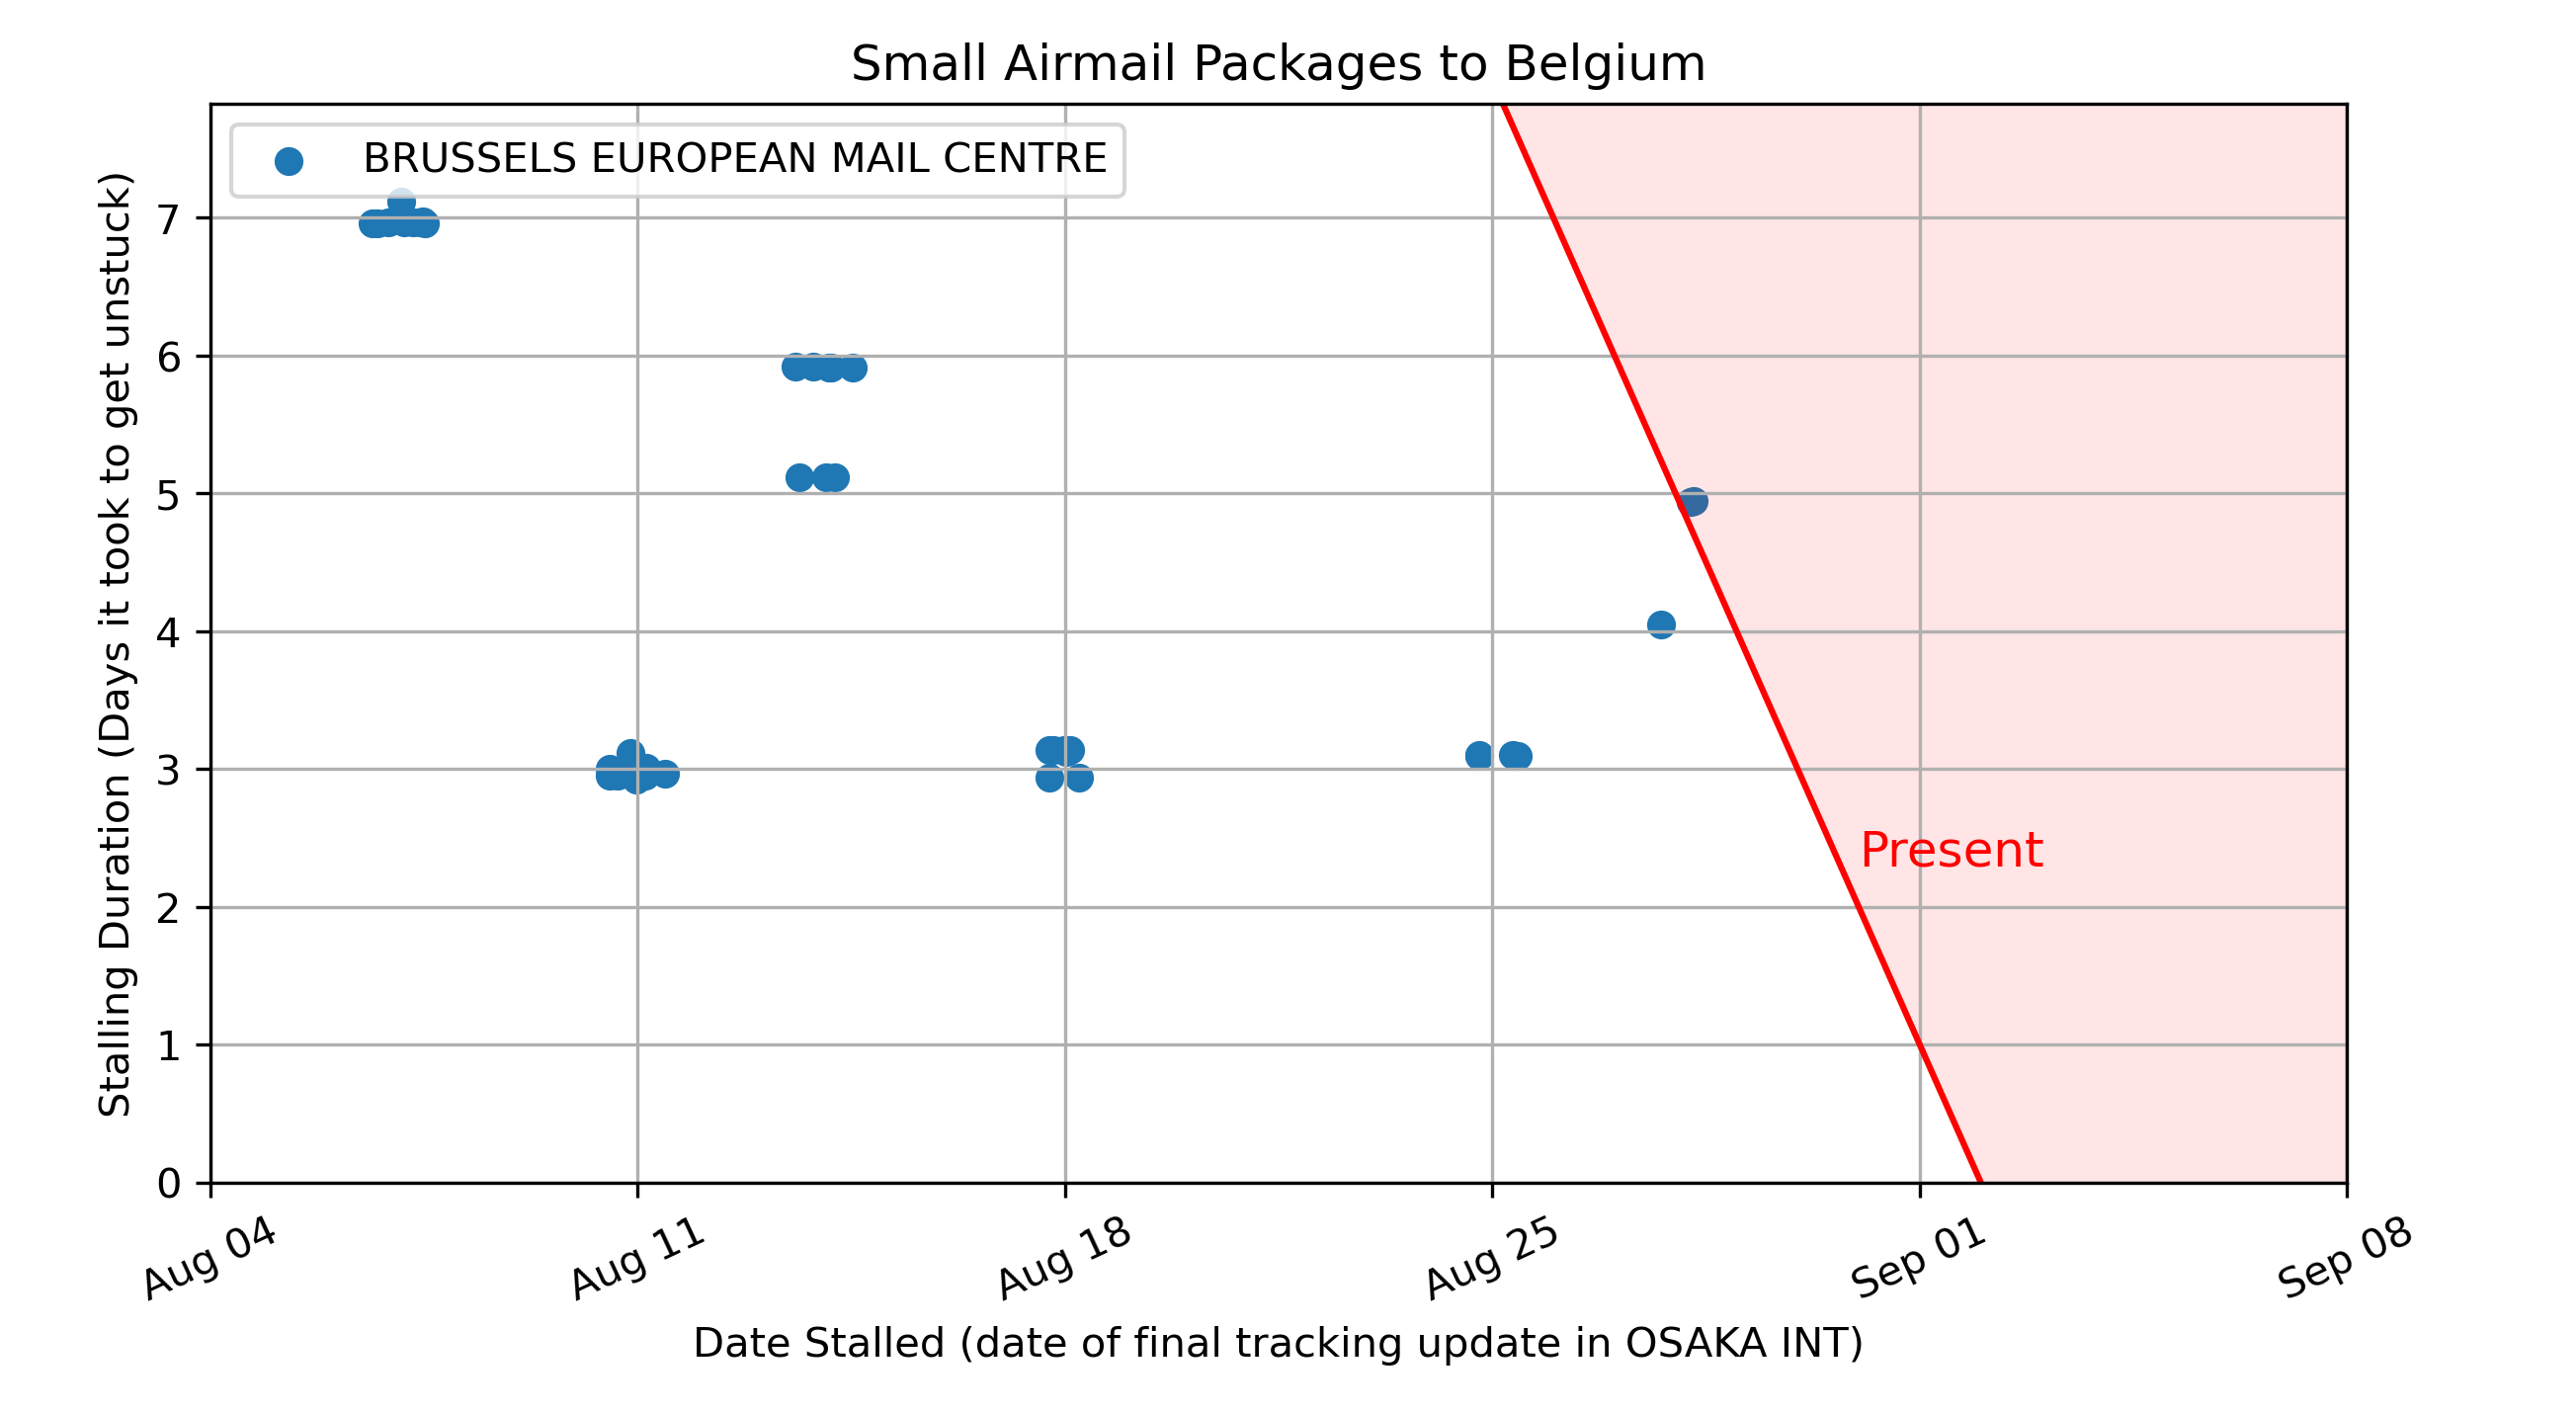 Small Airmail Packages to Belgium
BRUSSELS EUROPEAN MAIL CENTRE
Stalling Duration (Days it took to get unstuck)
7
6
5
4
3
2
1
0
Present
Aug 04
Aug 11
Aug 18
Aug 25
Sep 01
Sep 08
Date Stalled (date of final tracking update in OSAKA INT)